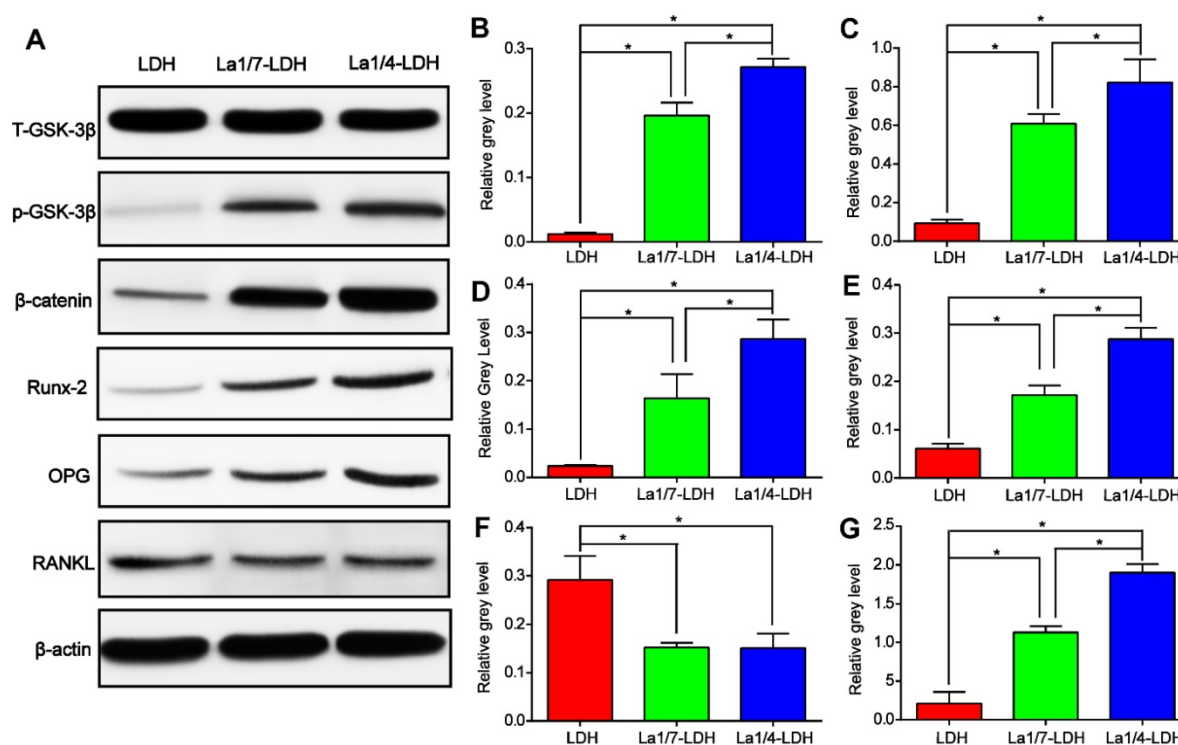 A
LDH La1/7-LDH La1/4-LDH
T-GSK-3β
p-GSK-3β
β-catenin
Runx-2
OPG
RANKL
β-actin
B
Relative grey level
0.3
0.2
0.1
0.0
* * *
LDH La1/7-LDH La1/4-LDH
C
Relative grey level
1.0
0.8
0.6
0.4
0.2
0.0
* * *
LDH La1/7-LDH La1/4-LDH
D
Relative Grey Level
0.4
0.3
0.2
0.1
0.0
* * *
LDH La1/7-LDH La1/4-LDH
E
Relative grey level
0.4
0.3
0.2
0.1
0.0
* * *
LDH La1/7-LDH La1/4-LDH
F
Relative grey level
0.4
0.3
0.2
0.1
0.0
* *
LDH La1/7-LDH La1/4-LDH
G
Relative grey level
2.5
2.0
1.5
1.0
5
0.0
* * *
LDH La1/7-LDH La1/4-LDH